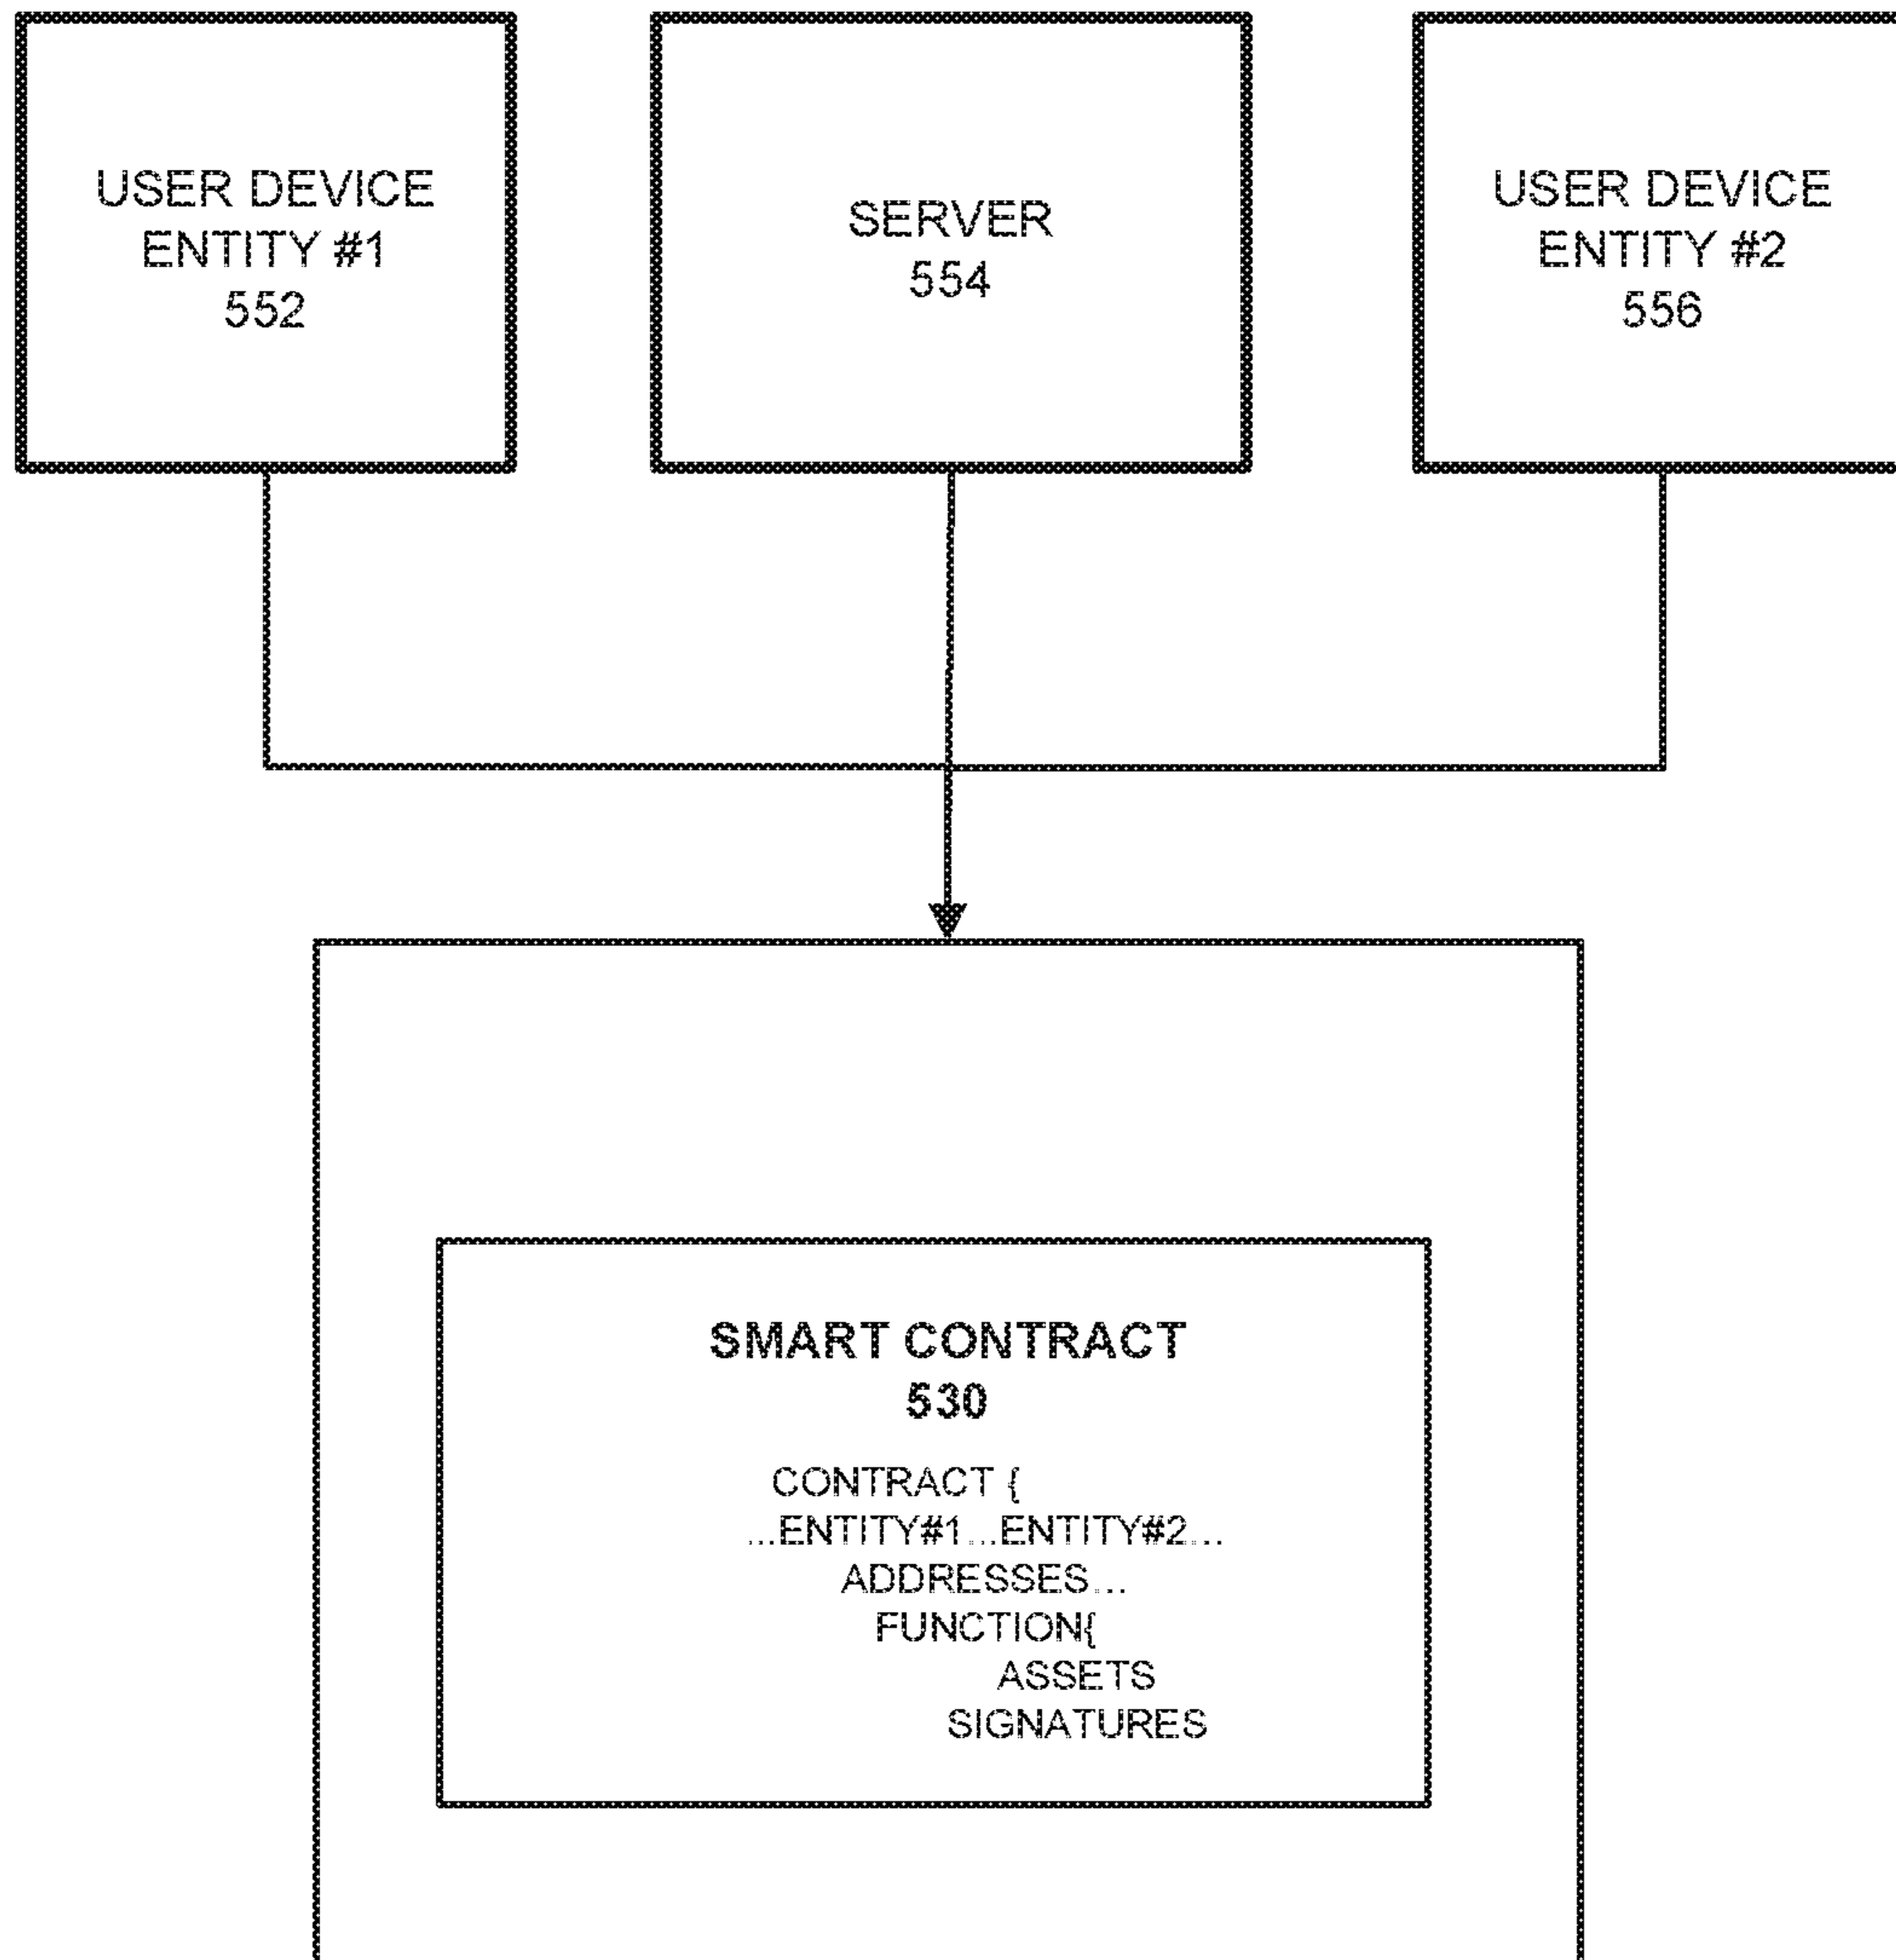 USER DEVICE
ENTITY #1
552
SERVER
554
USER DEVICE
ENTITY #2
556
SMART CONTRACT
530
CONTRACT {
...ENTITY#1...ENTITY#2...
ADDRESSES...
FUNCTION{
ASSETS
SIGNATURES